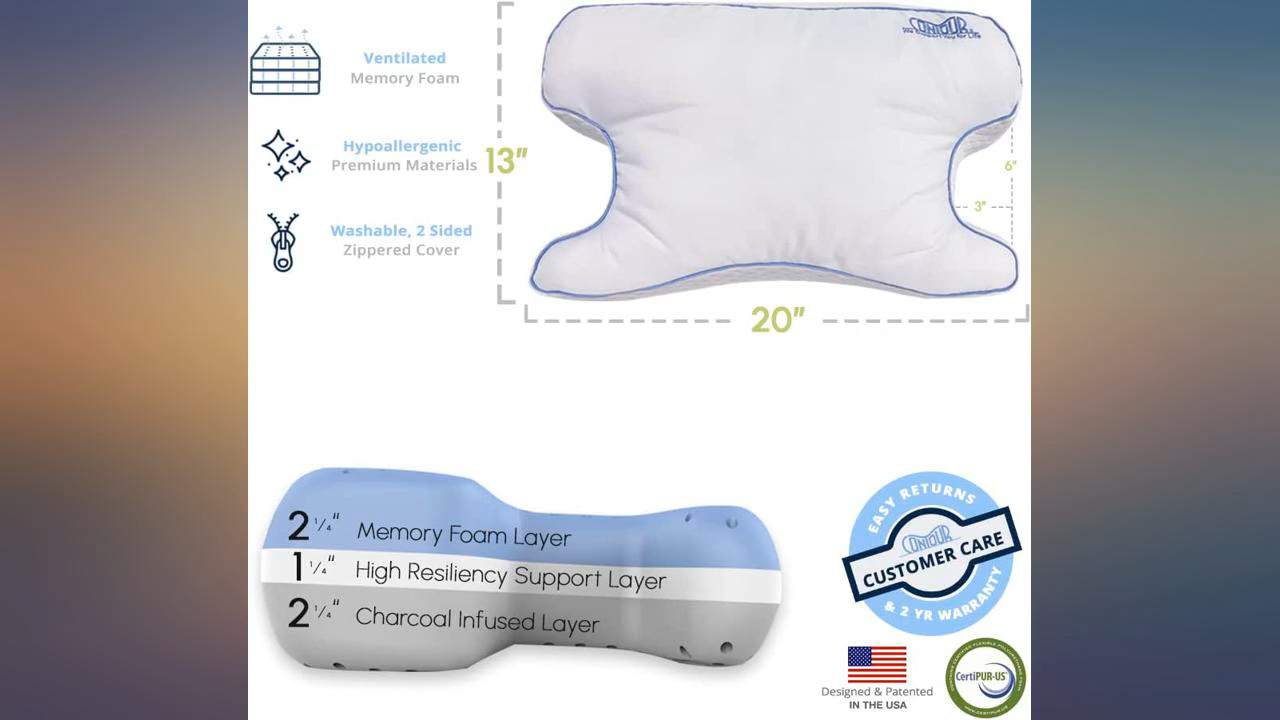 CONTOUR
Ventilated
Memory Foam
Hypoallergenic
Premium Materials
13"
6"
3"
Washable, 2 Sided
Zippered Cover
20"
2 1/4" Memory Foam Layer
1 1/4" High Resiliency Support Layer
2 1/4" Charcoal Infused Layer
EASY RETURNS
CONTOUR
CUSTOMER CARE
& 2 YR WARRANTY
Designed & Patented
IN THE USA
CertiPUR-US